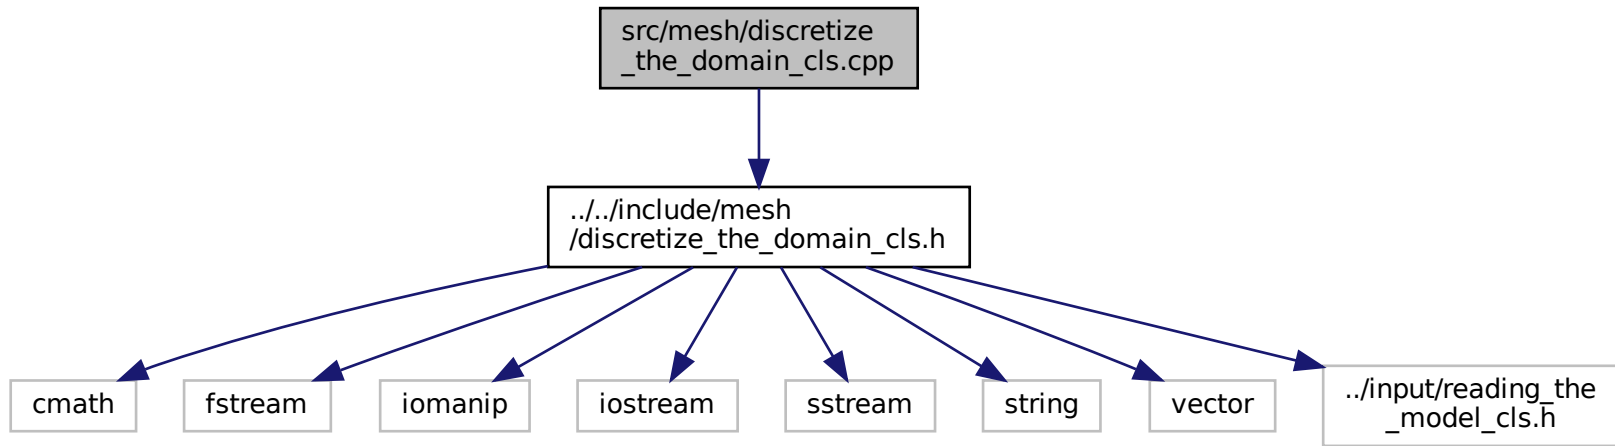 src/mesh/discretize
_the_domain_cls.cpp
../../include/mesh
/discretize_the_domain_cls.h
cmath
fstream
iomanip
iostream
sstream
string
vector
../input/reading_the
_model_cls.h